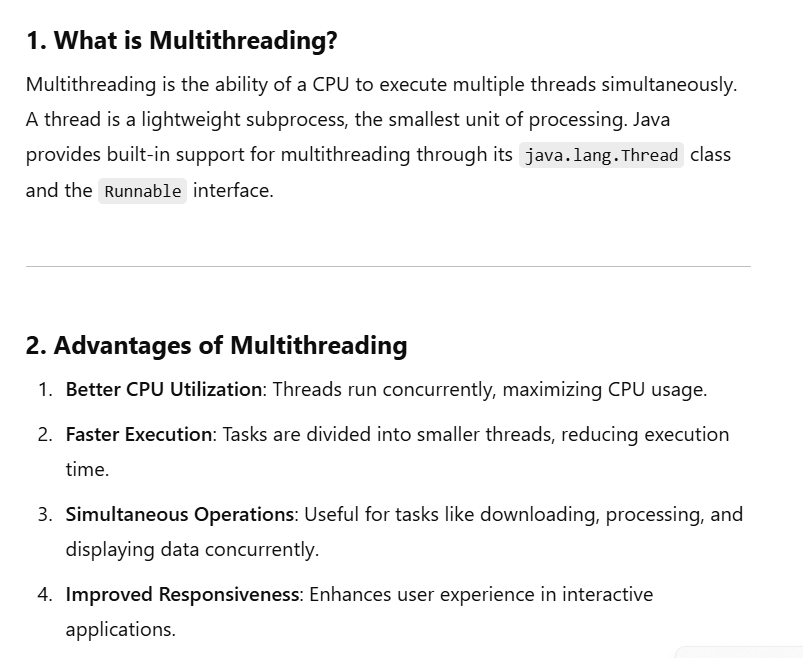 1. What is Multithreading?
Multithreading is the ability of a CPU to execute multiple threads simultaneously.
A thread is a lightweight subprocess, the smallest unit of processing. Java
provides built-in support for multithreading through its java.lang.Thread class
and the Runnable interface.
2. Advantages of Multithreading
1. Better CPU Utilization: Threads run concurrently, maximizing CPU usage.
2. Faster Execution: Tasks are divided into smaller threads, reducing execution
time.
3. Simultaneous Operations: Useful for tasks like downloading, processing, and
displaying data concurrently.
4. Improved Responsiveness: Enhances user experience in interactive
applications.